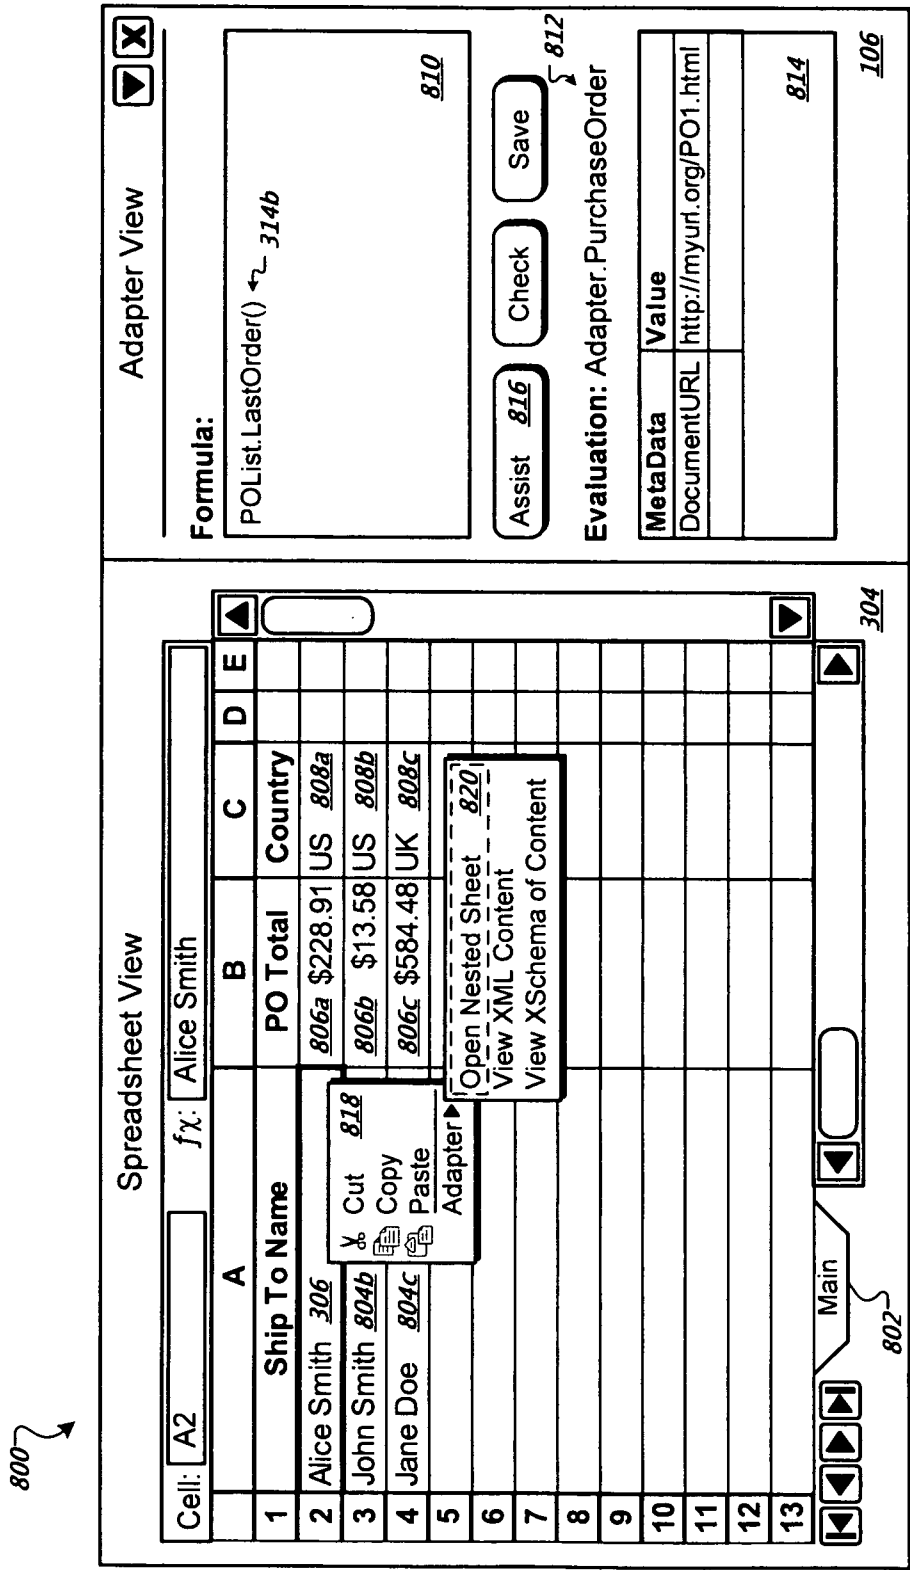 800
Spreadsheet View
Cell: A2 fx: Alice Smith
A B C D E
1 Ship To Name PO Total Country
2 Alice Smith 306 806a $228.91 US 808a
3 John Smith 804b 806b $13.58 US 808b
4 Jane Doe 804c 806c $584.48 UK 808c
5
6
7
8
9
10
11
12
13
Cut 818
Copy
Paste
Adapter
Open Nested Sheet 820
View XML Content
View XSchema of Content
Main
802
304
Adapter View
Formula:
POList.LastOrder() 314b
810
Assist 816 Check Save
812
Evaluation: Adapter.PurchaseOrder
MetaData Value
DocumentURL http://myurl.org/PO1.html
814
106